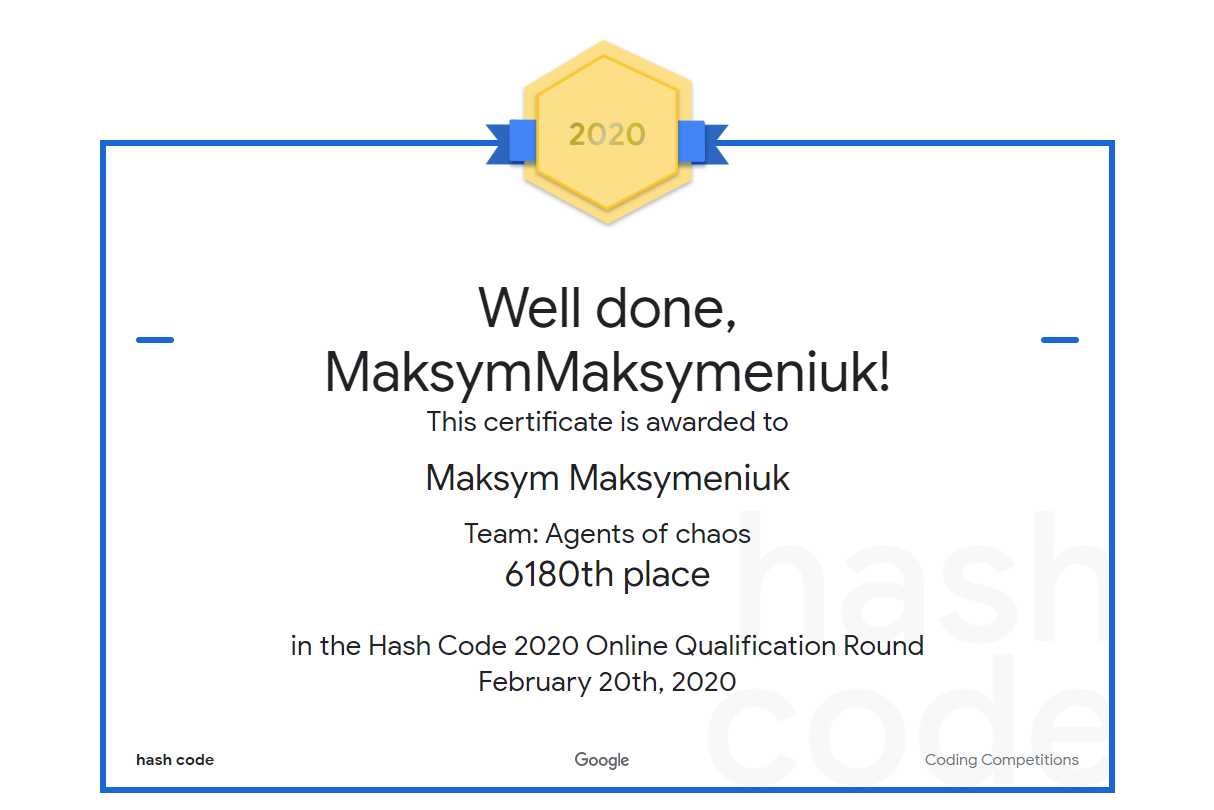 2020
Well done,
MaksymMaksymeniuk!
This certificate is awarded to
Maksym Maksymeniuk
Team: Agents of chaos
6180th place
in the Hash Code 2020 Online Qualification Round
February 20th, 2020
hash
code
hash code
Google
Coding Competitions